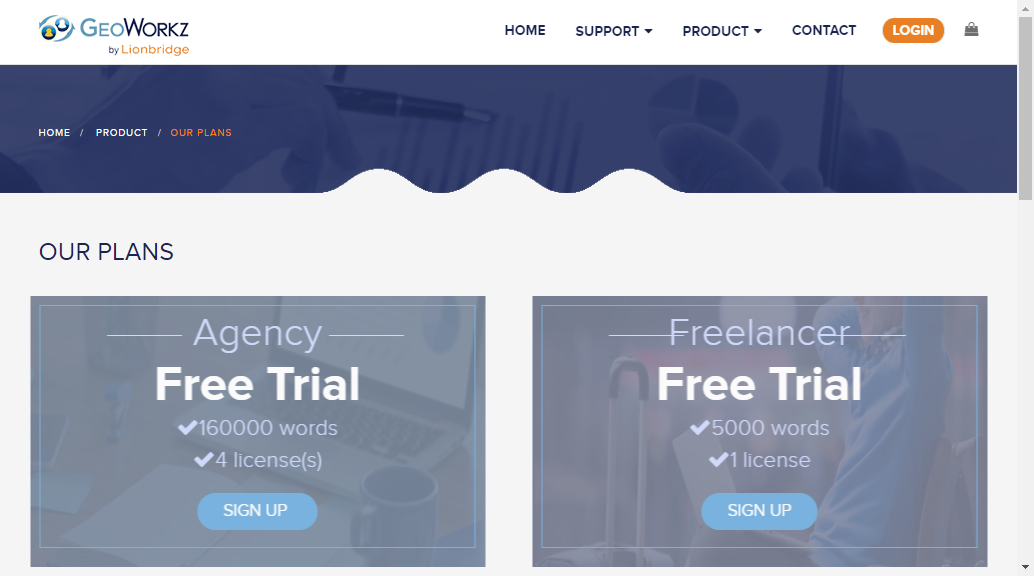 GEOWORKZ
by Lionbridge
HOME
SUPPORT
PRODUCT
CONTACT
LOGIN
HOME / PRODUCT / OUR PLANS
OUR PLANS
Agency
Free Trial
160000 words
4 license(s)
SIGN UP
Freelancer
Free Trial
5000 words
1 license
SIGN UP